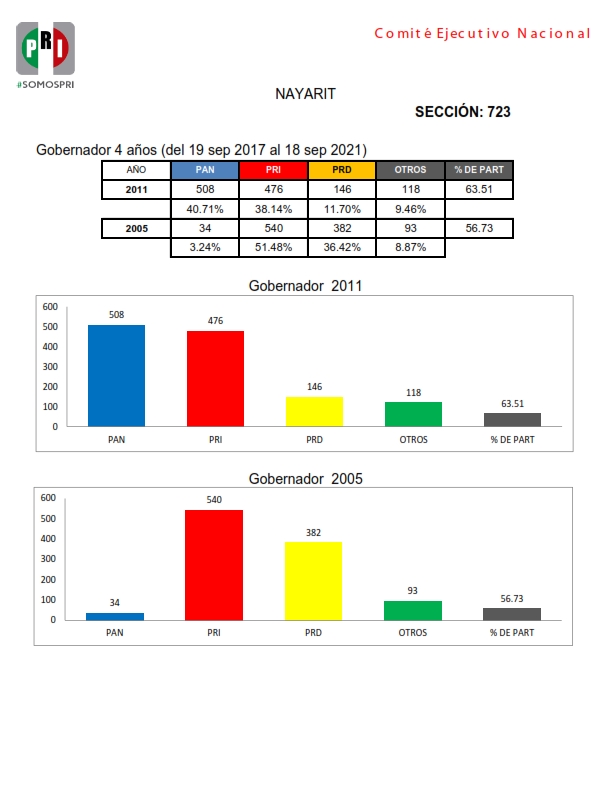 PRI
#SOMOSPRI
Comité Ejecutivo Nacional
NAYARIT
SECCIÓN: 723
Gobernador 4 años (del 19 sep 2017 al 18 sep 2021)
AÑO PAN PRI PRD OTROS % DE PART
2011 508 476 146 118 63.51
40.71% 38.14% 11.70% 9.46%
2005 34 540 382 93 56.73
3.24% 51.48% 36.42% 8.87%
Gobernador 2011
600
500
400
300
200
100
0
508
476
146
118
63.51
PAN PRI PRD OTROS % DE PART
Gobernador 2005
600
500
400
300
200
100
0
34
540
382
93
56.73
PAN PRI PRD OTROS % DE PART